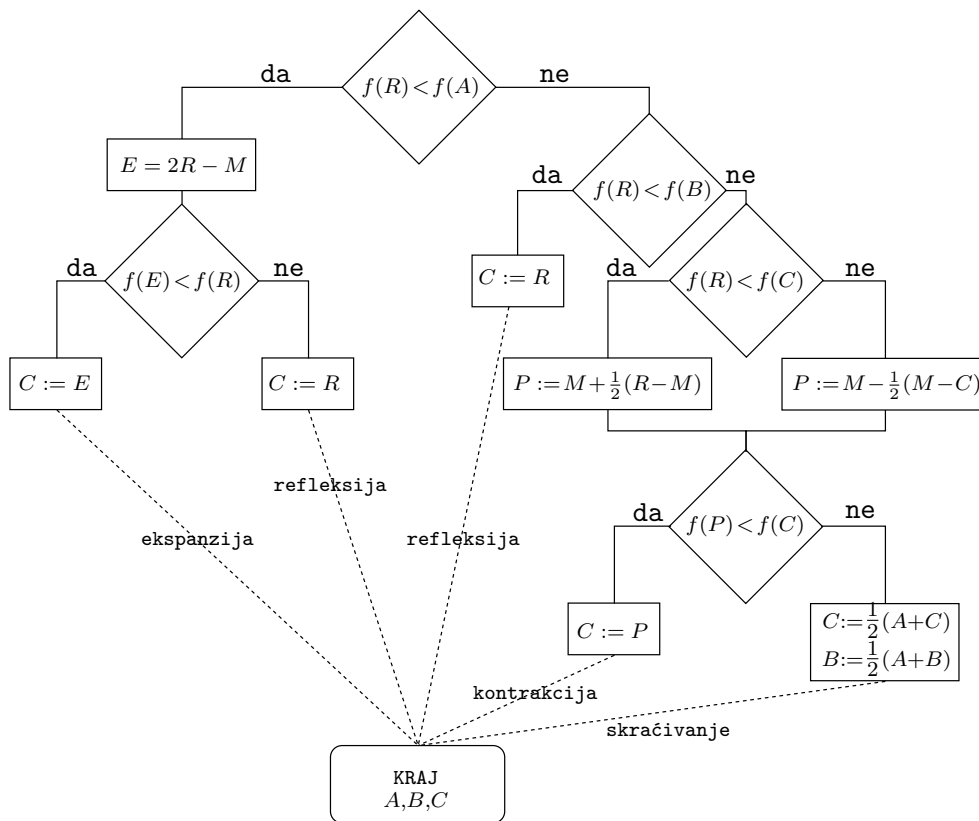 da
f(R)<f(A)
ne
E = 2R − M
da
f(R)<f(B)
ne
da
f(E)<f(R)
ne
C := R
da
f(R)<f(C)
ne
C := E
C := R
P := M + 1/2(R−M)
P := M − 1/2(M−C)
refleksija
ekspanzija
refleksija
da
f(P)<f(C)
ne
C := P
C:=1/2(A+C)
B:=1/2(A+B)
kontrakcija
skraćivanje
KRAJ
A,B,C